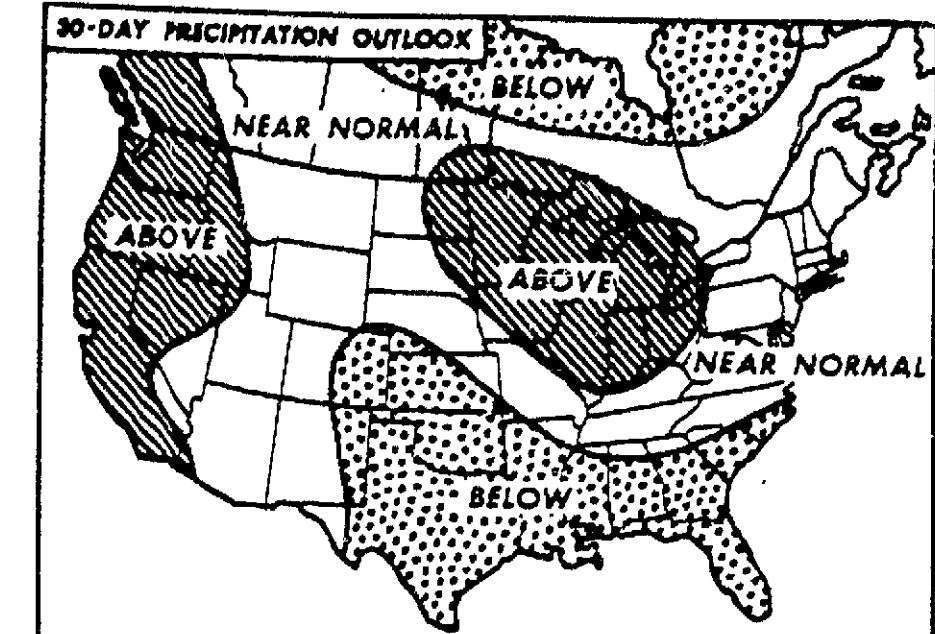 30-DAY PRECIPITATION OUTLOOK
BELOW
NEAR NORMAL
ABOVE
ABOVE
NEAR NORMAL
BELOW